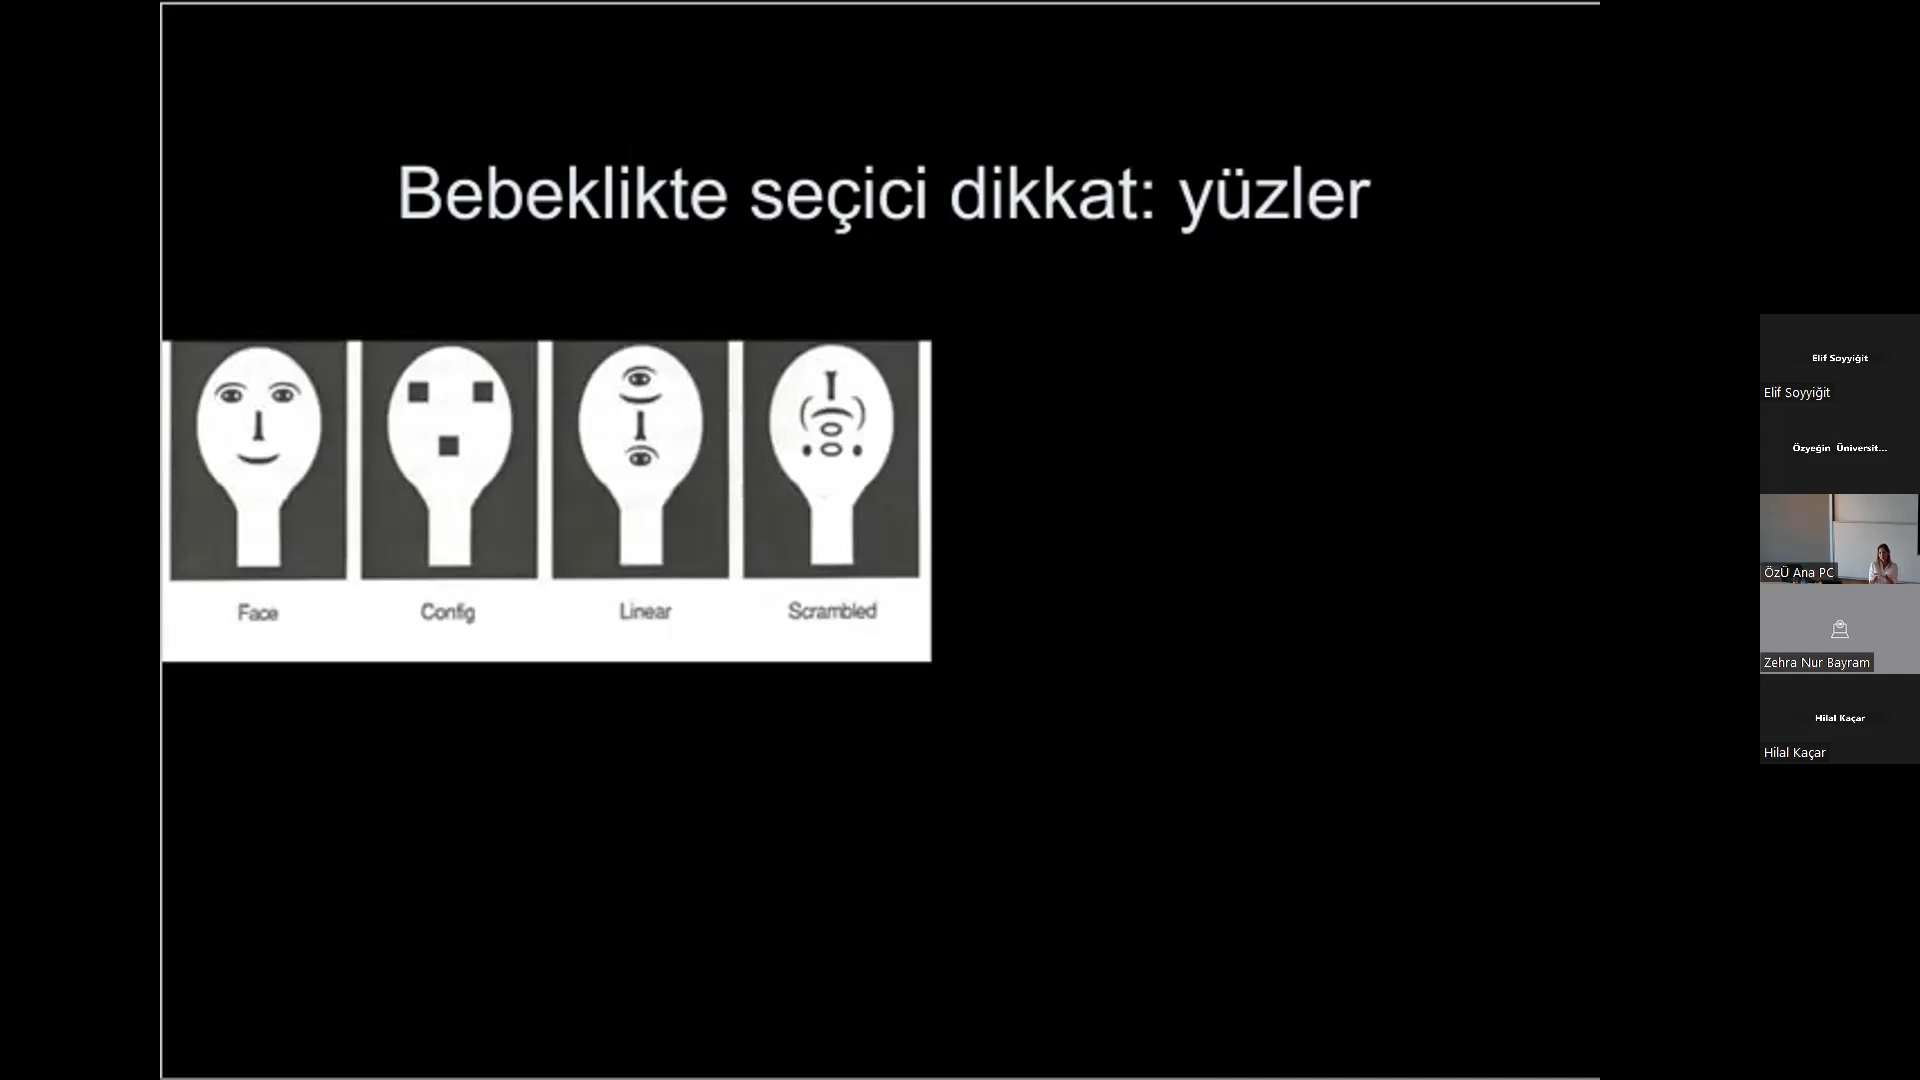 Bebeklikte seçici dikkat: yüzler
Face
Config
Linear
Scrambled
Elif Soyyiğit
Elif Soyyiğit
Özyeğin Üniversit...
ÖzÜ Ana PC
Zehra Nur Bayram
Hilal Kaçar
Hilal Kaçar